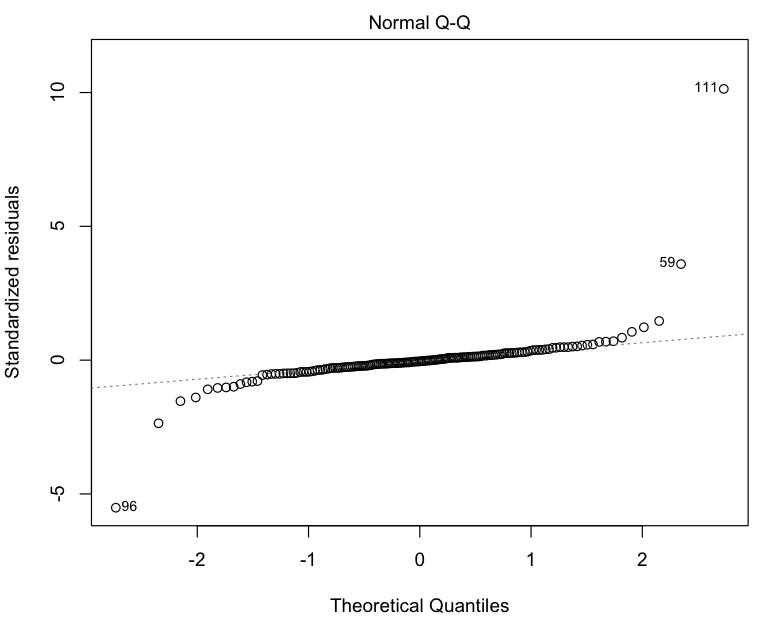 Normal Q-Q
Standardized residuals
10
5
0
-5
111
59
96
-2 -1 0 1 2
Theoretical Quantiles